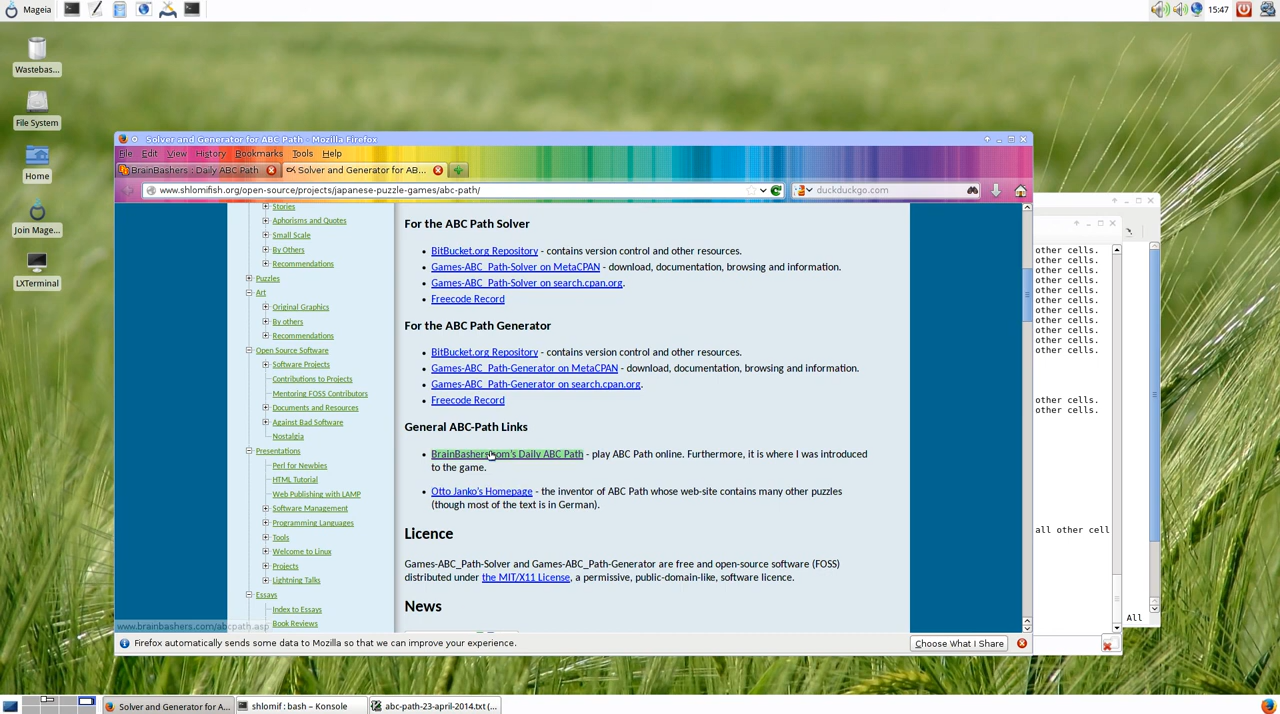 Mageia
15:47
Wastebas...
File System
Home
Join Mage...
LXTerminal
Solver and Generator for ABC Path - Mozilla Firefox
File Edit View History Bookmarks Tools Help
BrainBashers : Daily ABC Path
Solver and Generator for AB...
www.shlomifish.org/open-source/projects/japanese-puzzle-games/abc-path/
duckduckgo.com
Stories
Aphorisms and Quotes
Small Scale
By Others
Recommendations
Puzzles
Art
Original Graphics
By others
Recommendations
Open Source Software
Software Projects
Contributions to Projects
Mentoring FOSS Contributors
Documents and Resources
Against Bad Software
Nostalgia
Presentations
Perl for Newbies
HTML Tutorial
Web Publishing with LAMP
Software Management
Programming Languages
Tools
Welcome to Linux
Projects
Lightning Talks
Essays
Index to Essays
Book Reviews
www.brainbashers.com/abcpath.asp
For the ABC Path Solver
• BitBucket.org Repository - contains version control and other resources.
• Games-ABC_Path-Solver on MetaCPAN - download, documentation, browsing and information.
• Games-ABC_Path-Solver on search.cpan.org.
• Freecode Record
For the ABC Path Generator
• BitBucket.org Repository - contains version control and other resources.
• Games-ABC_Path-Generator on MetaCPAN - download, documentation, browsing and information.
• Games-ABC_Path-Generator on search.cpan.org.
• Freecode Record
General ABC-Path Links
• BrainBashers.com's Daily ABC Path - play ABC Path online. Furthermore, it is where I was introduced
to the game.
• Otto Janko's Homepage - the inventor of ABC Path whose web-site contains many other puzzles
(though most of the text is in German).
Licence
Games-ABC_Path-Solver and Games-ABC_Path-Generator are free and open-source software (FOSS)
distributed under the MIT/X11 License, a permissive, public-domain-like, software licence.
News
Firefox automatically sends some data to Mozilla so that we can improve your experience.
Choose What I Share
other cells.
other cells.
other cells.
other cells.
other cells.
other cells.
other cells.
other cells.
other cells.
other cells.
other cells.
other cells.
other cells.
all other cell
All
Solver and Generator for A...
shlomif : bash – Konsole
abc-path-23-april-2014.txt (...